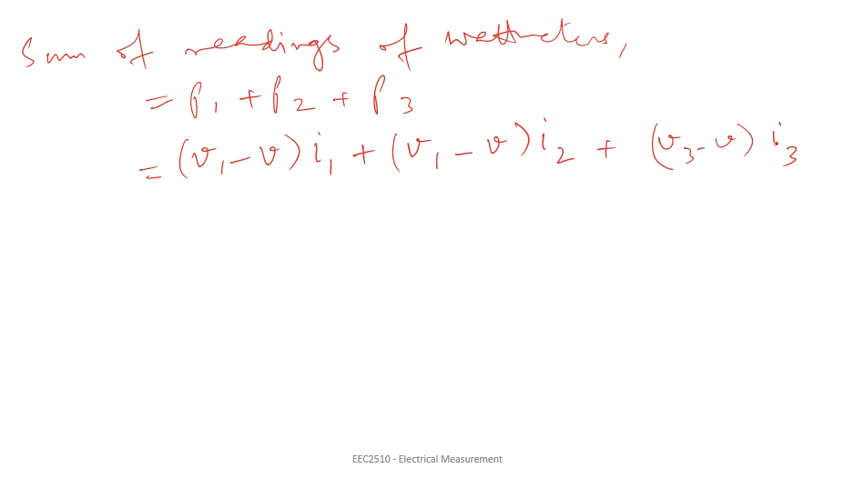 Sum of readings of wattmeters,
= P₁ + P₂ + P₃
= (v₁ - v) i₁ + (v₁ - v) i₂ + (v₃ - v) i₃
EEC2510 - Electrical Measurement